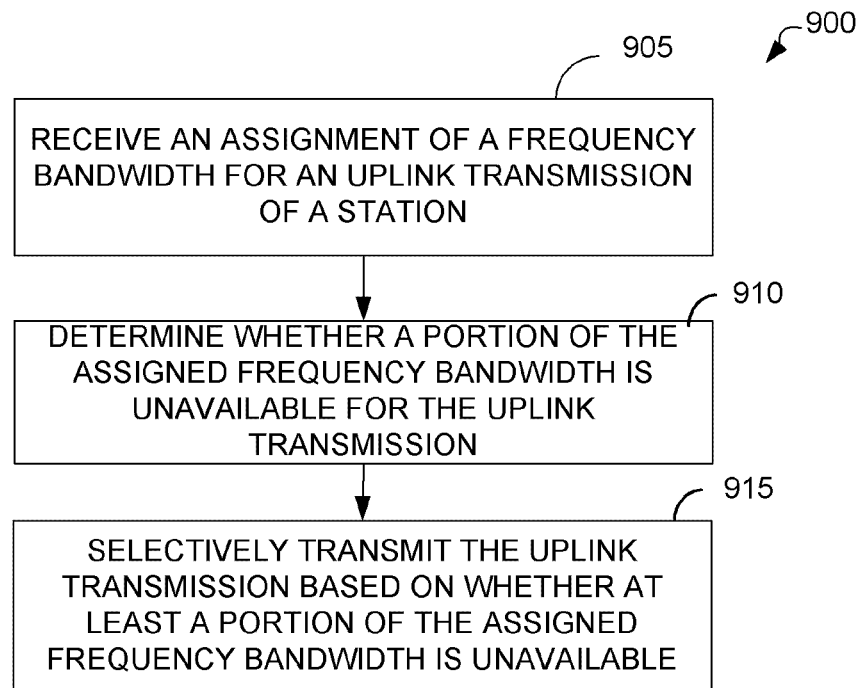 900
905
RECEIVE AN ASSIGNMENT OF A FREQUENCY
BANDWIDTH FOR AN UPLINK TRANSMISSION
OF A STATION
910
DETERMINE WHETHER A PORTION OF THE
ASSIGNED FREQUENCY BANDWIDTH IS
UNAVAILABLE FOR THE UPLINK
TRANSMISSION
915
SELECTIVELY TRANSMIT THE UPLINK
TRANSMISSION BASED ON WHETHER AT
LEAST A PORTION OF THE ASSIGNED
FREQUENCY BANDWIDTH IS UNAVAILABLE